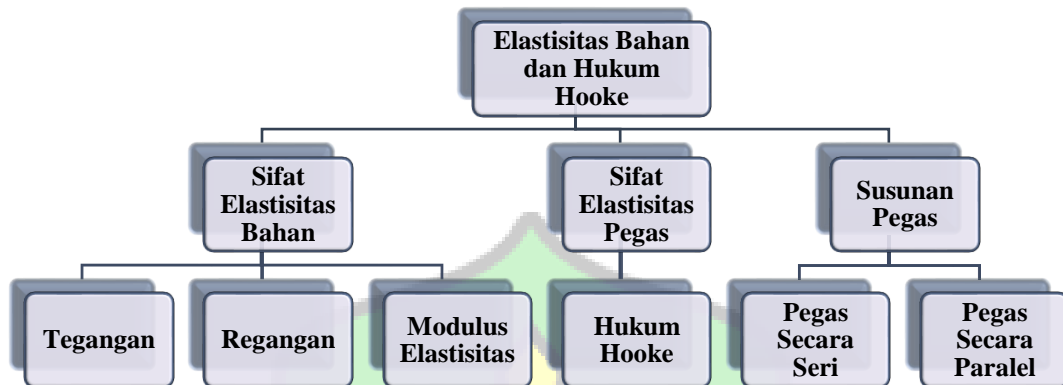 Elastisitas Bahan
dan Hukum
Hooke
Sifat
Elastisitas
Bahan
Sifat
Elastisitas
Pegas
Susunan
Pegas
Tegangan
Regangan
Modulus
Elastisitas
Hukum
Hooke
Pegas
Secara
Seri
Pegas
Secara
Paralel